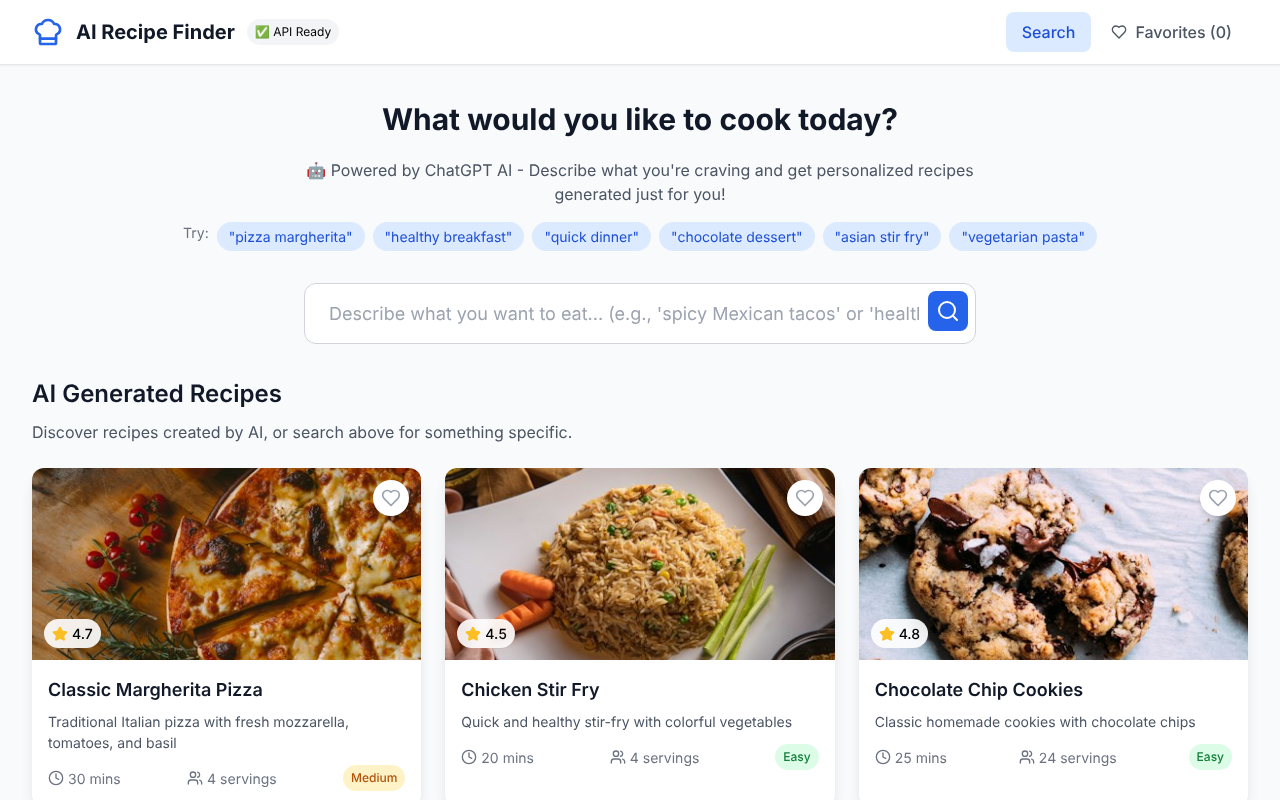 AI Recipe Finder
✅ API Ready
Search
Favorites (0)
What would you like to cook today?
🤖 Powered by ChatGPT AI - Describe what you're craving and get personalized recipes
generated just for you!
Try: "pizza margherita" "healthy breakfast" "quick dinner" "chocolate dessert" "asian stir fry" "vegetarian pasta"
Describe what you want to eat... (e.g., 'spicy Mexican tacos' or 'healtl
AI Generated Recipes
Discover recipes created by AI, or search above for something specific.
4.7
Classic Margherita Pizza
Traditional Italian pizza with fresh mozzarella,
tomatoes, and basil
30 mins
4 servings
Medium
4.5
Chicken Stir Fry
Quick and healthy stir-fry with colorful vegetables
20 mins
4 servings
Easy
4.8
Chocolate Chip Cookies
Classic homemade cookies with chocolate chips
25 mins
24 servings
Easy